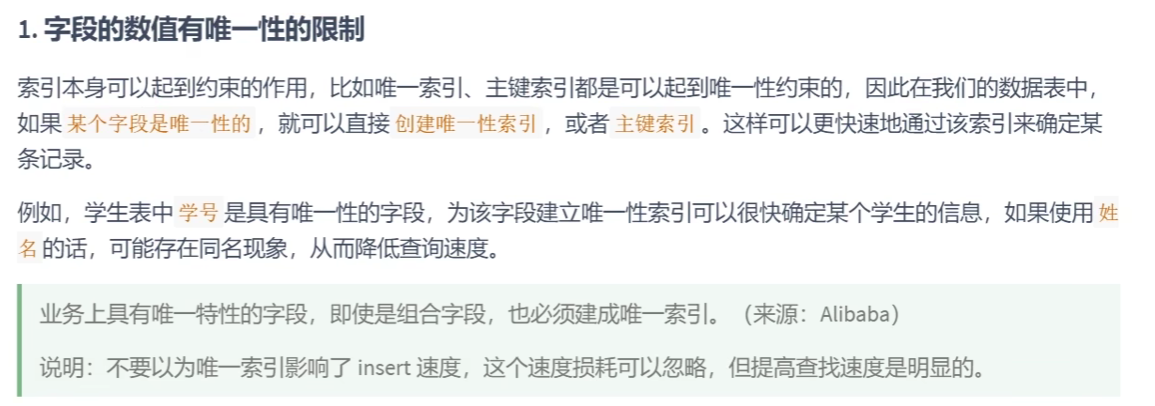 1. 字段的数值有唯一性的限制
索引本身可以起到约束的作用，比如唯一索引、主键索引都是可以起到唯一性约束的，因此在我们的数据表中，
如果 某个字段是唯一性的 ，就可以直接 创建唯一性索引 ，或者 主键索引 。这样可以更快速地通过该索引来确定某
条记录。
例如，学生表中 学号 是具有唯一性的字段，为该字段建立唯一性索引可以很快确定某个学生的信息，如果使用 姓
名 的话，可能存在同名现象，从而降低查询速度。
业务上具有唯一特性的字段，即使是组合字段，也必须建成唯一索引。（来源：Alibaba）
说明：不要以为唯一索引影响了 insert 速度，这个速度损耗可以忽略，但提高查找速度是明显的。